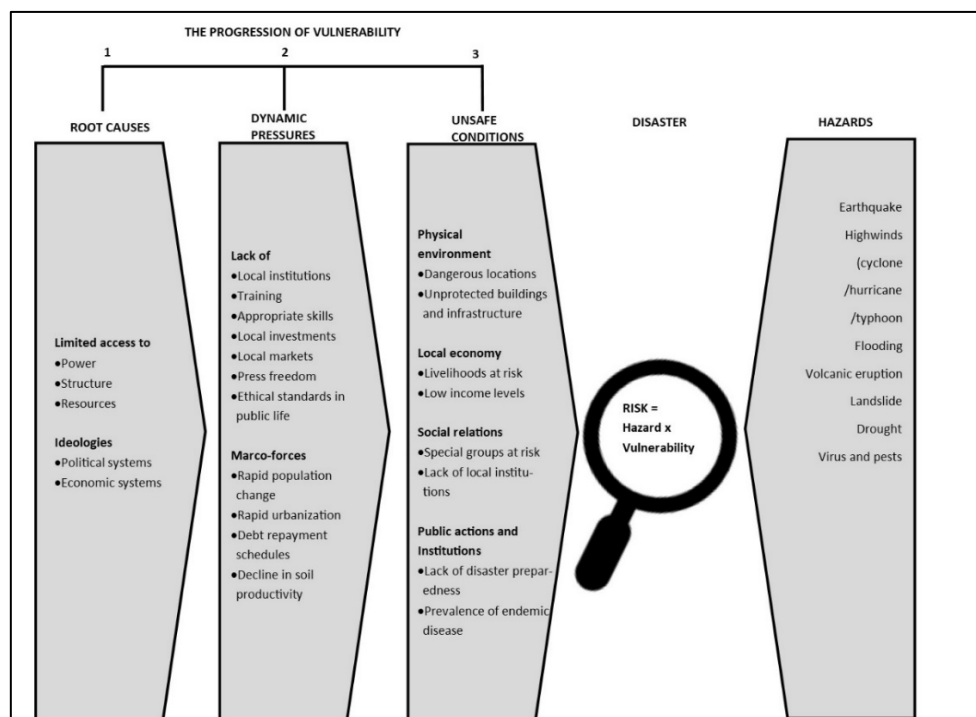 THE PROGRESSION OF VULNERABILITY
1
2
3
ROOT CAUSES
DYNAMIC
PRESSURES
UNSAFE
CONDITIONS
DISASTER
HAZARDS
Limited access to
●Power
●Structure
●Resources
Ideologies
●Political systems
●Economic systems
Lack of
●Local institutions
●Training
●Appropriate skills
●Local investments
●Local markets
●Press freedom
●Ethical standards in
public life
Marco-forces
●Rapid population
change
●Rapid urbanization
●Debt repayment
schedules
●Decline in soil
productivity
Physical
environment
●Dangerous locations
●Unprotected buildings
and infrastructure
Local economy
●Livelihoods at risk
●Low income levels
Social relations
●Special groups at risk
●Lack of local institu-
tions
Public actions and
Institutions
●Lack of disaster prepar-
edness
●Prevalence of endemic
disease
RISK =
Hazard x
Vulnerability
Earthquake
Highwinds
(cyclone
/hurricane
/typhoon
Flooding
Volcanic eruption
Landslide
Drought
Virus and pests